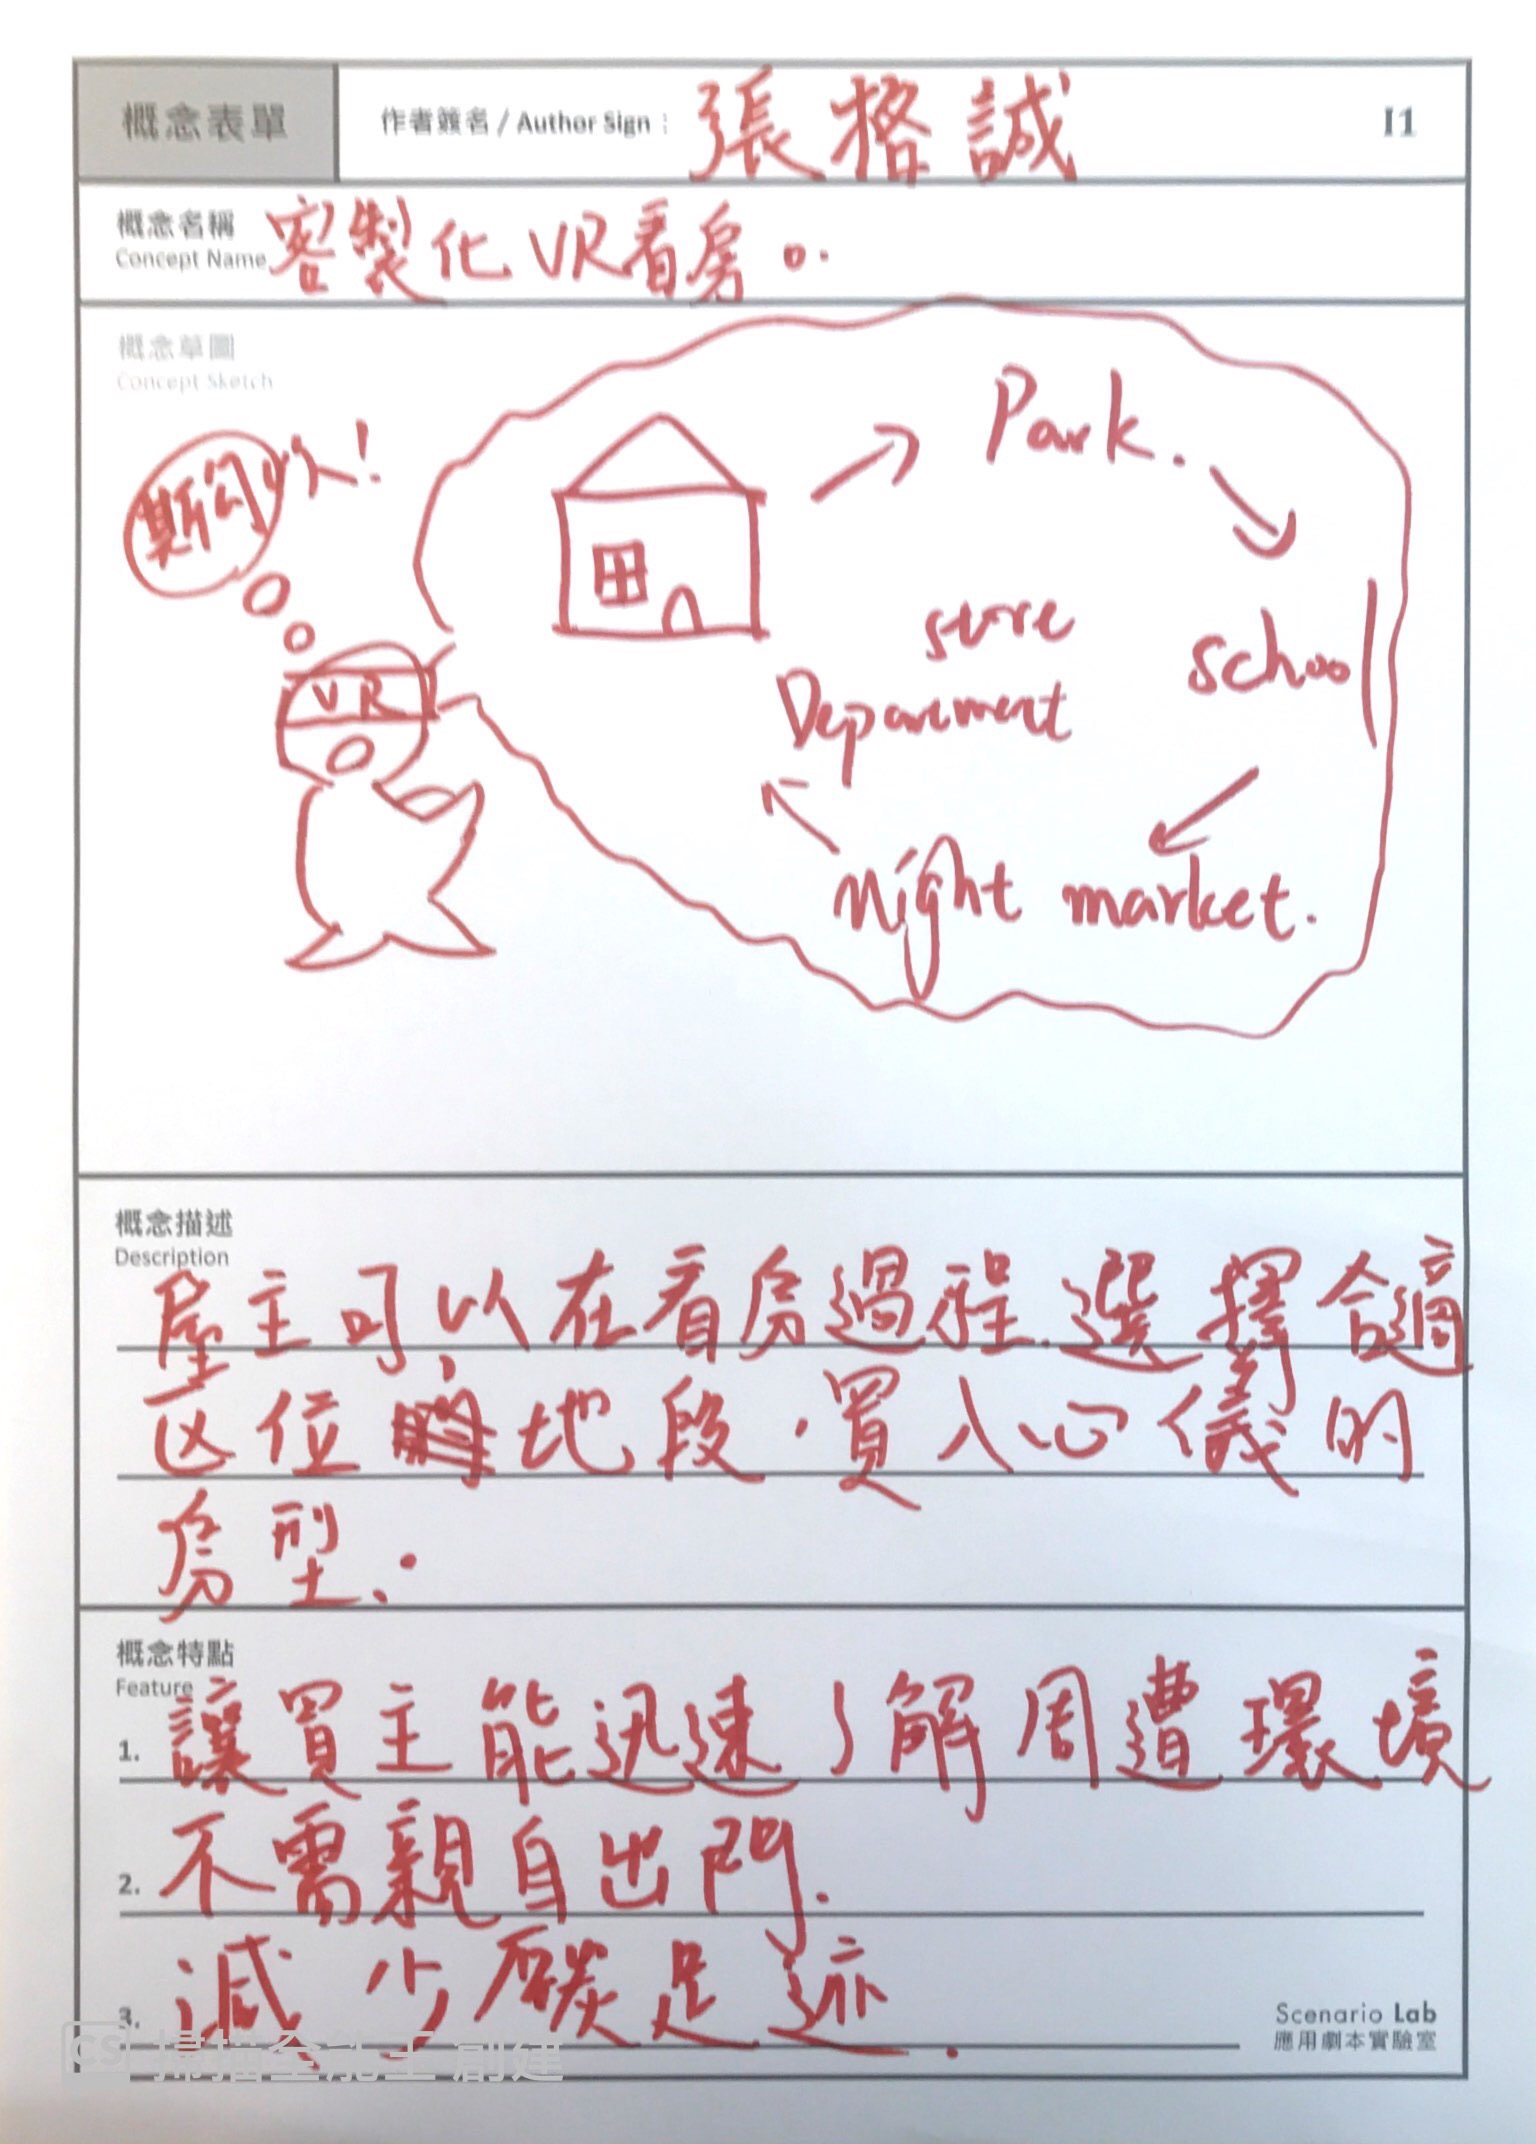 概念表單
作者簽名 / Author Sign : 張格誠
I1
概念名稱
Concept Name
客製化VR看房。
概念草圖
Concept Sketch
斯勾以!
VR
Park.
school
night market.
store
Department
概念描述
Description
屋主可以在看房過程選擇合適
区位地段,買入心儀的
房型.
概念特點
Feature
1. 讓買主能迅速了解周遭環境
2. 不需親自出門.
3. 減少碳足迹.
Scenario Lab
應用劇本實驗室
CS 掃描全能王 創建